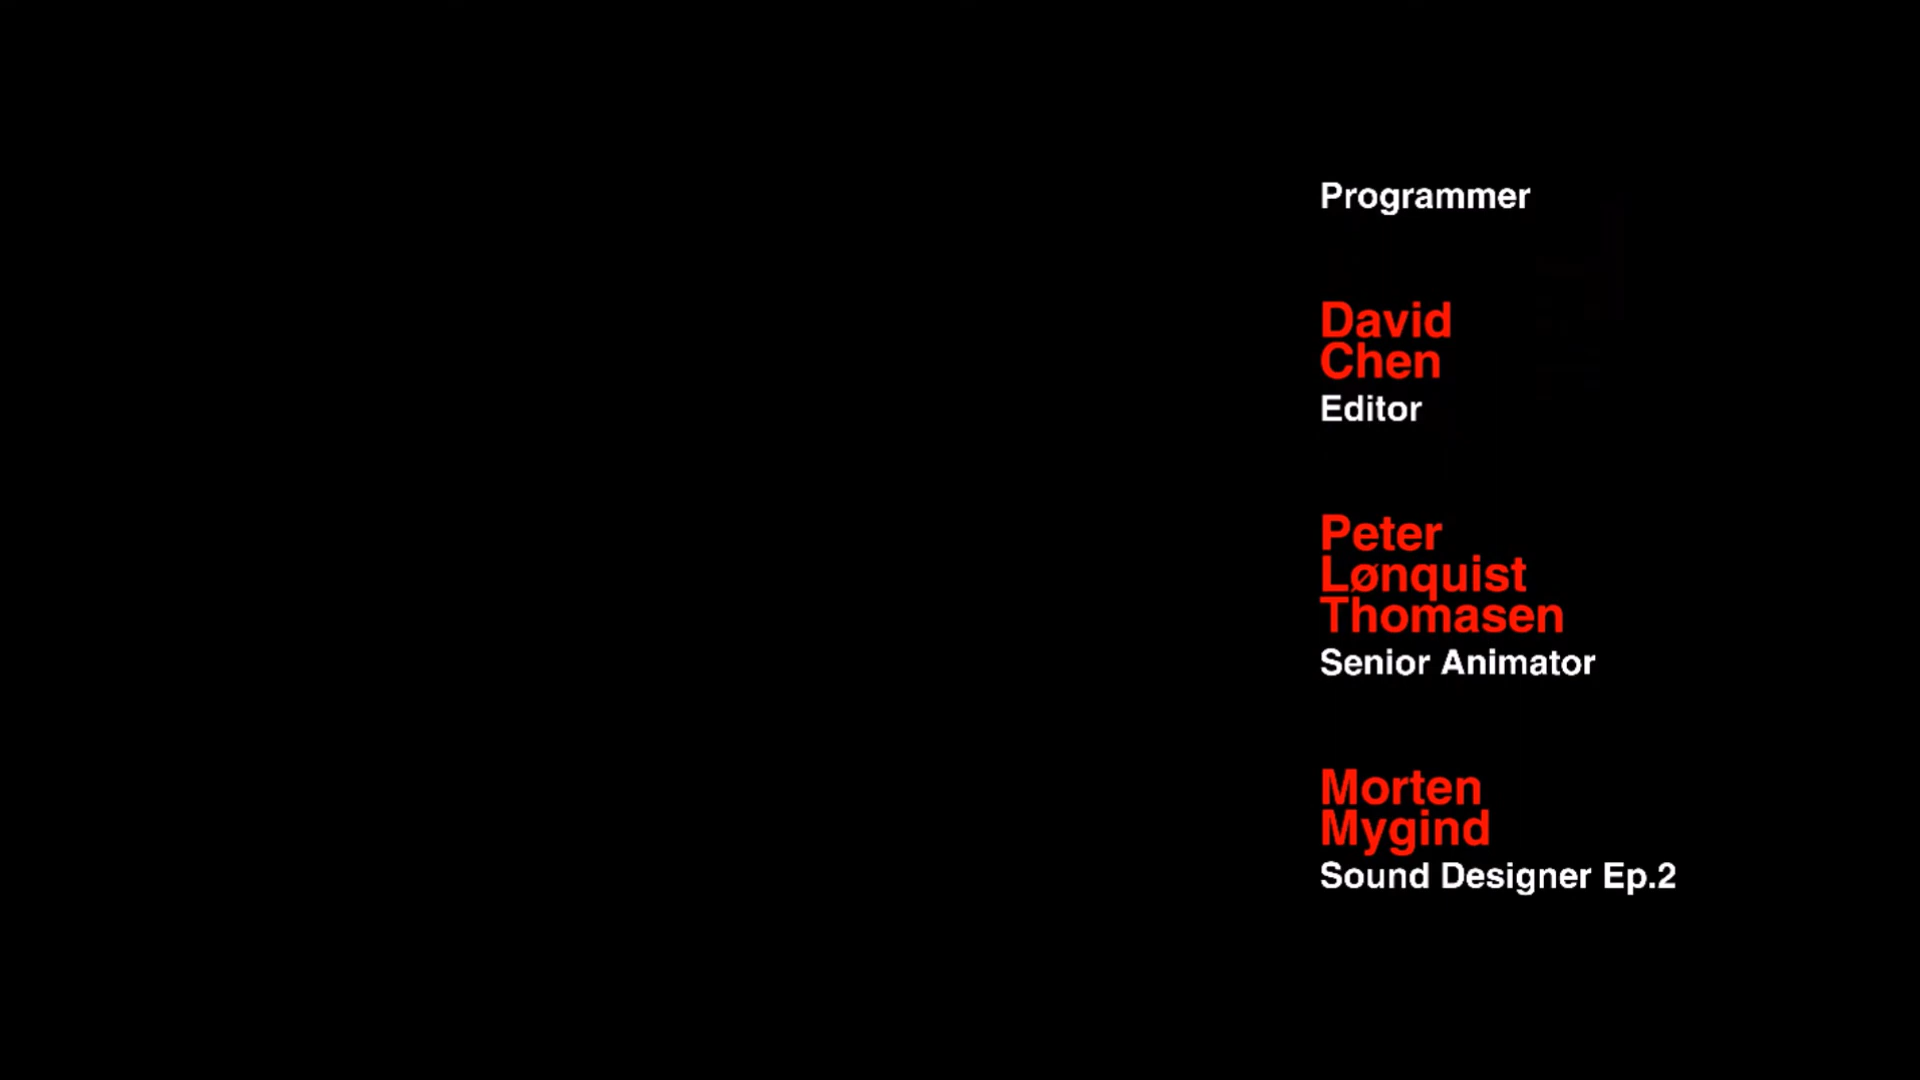 Programmer
David
Chen
Editor
Peter
Lønquist
Thomasen
Senior Animator
Morten
Mygind
Sound Designer Ep.2